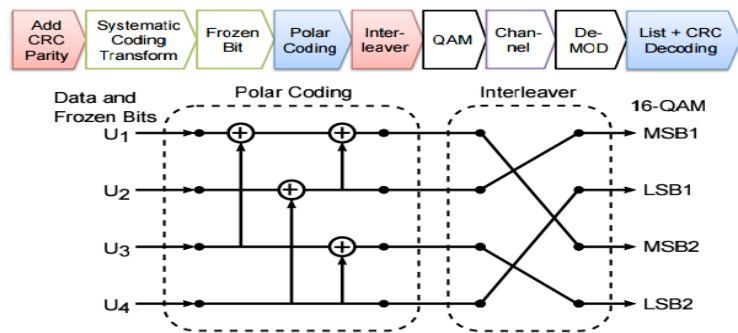 Add CRC Parity
Systematic Coding Transform
Frozen Bit
Polar Coding
Inter-leaver
QAM
Chan-nel
De-MOD
List + CRC Decoding
Data and Frozen Bits
Polar Coding
Interleaver
16-QAM
U1
MSB1
U2
LSB1
U3
MSB2
U4
LSB2